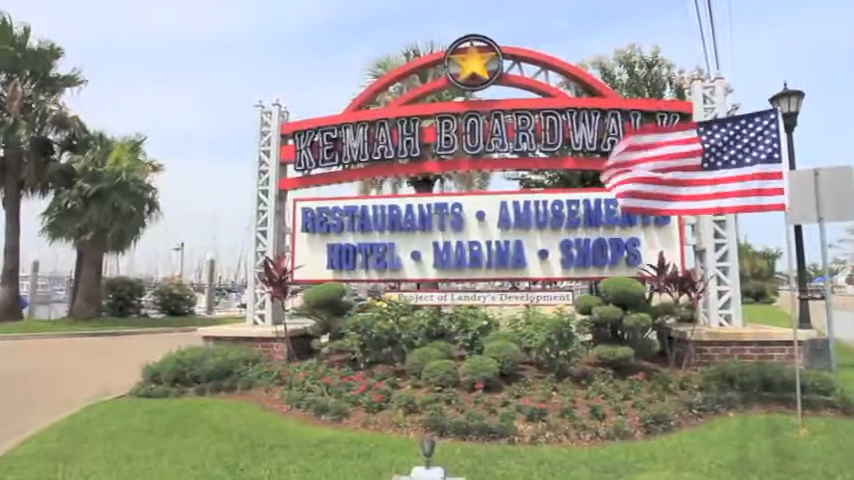 KEMAH BOARDWALK
RESTAURANTS • AMUSEMENTS
HOTEL • MARINA • SHOPS
Project of Landry's Development